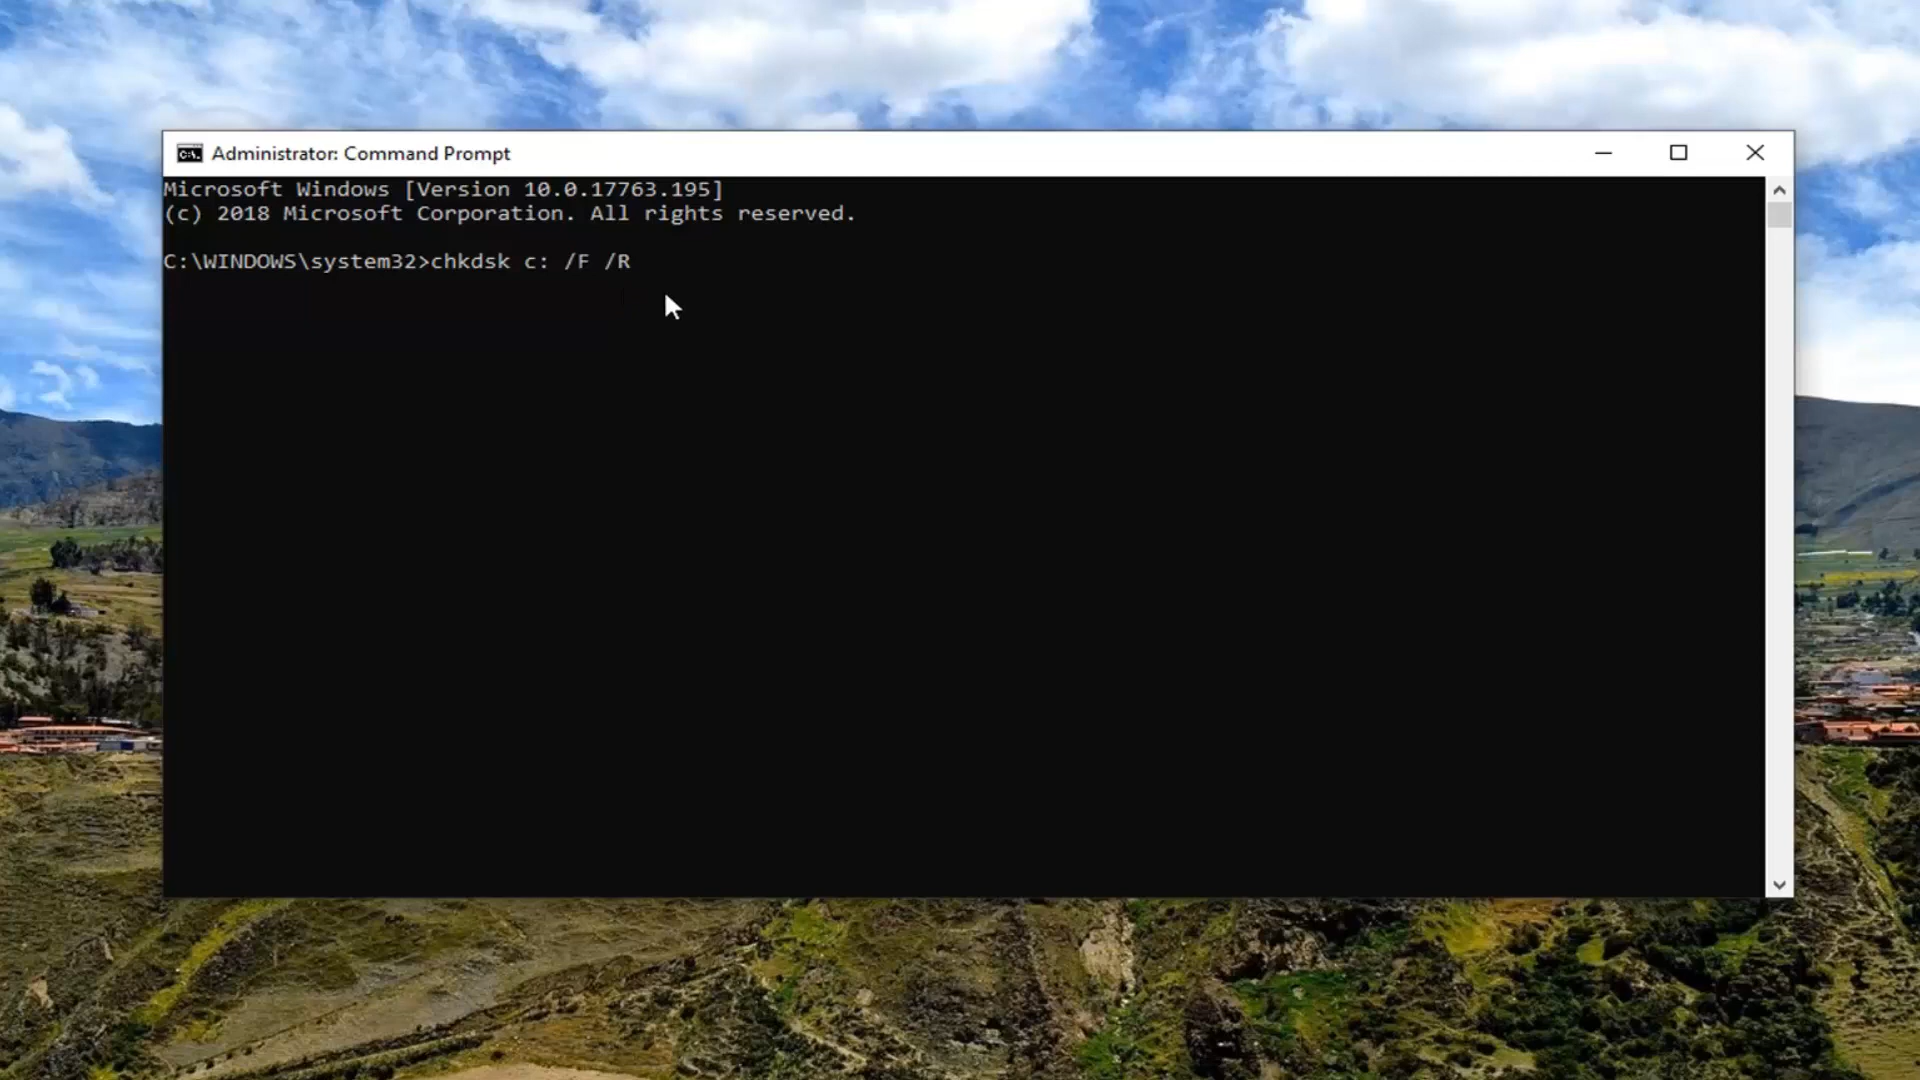 Administrator: Command Prompt
Microsoft Windows [Version 10.0.17763.195]
(c) 2018 Microsoft Corporation. All rights reserved.
C:\WINDOWS\system32>chkdsk c: /F /R